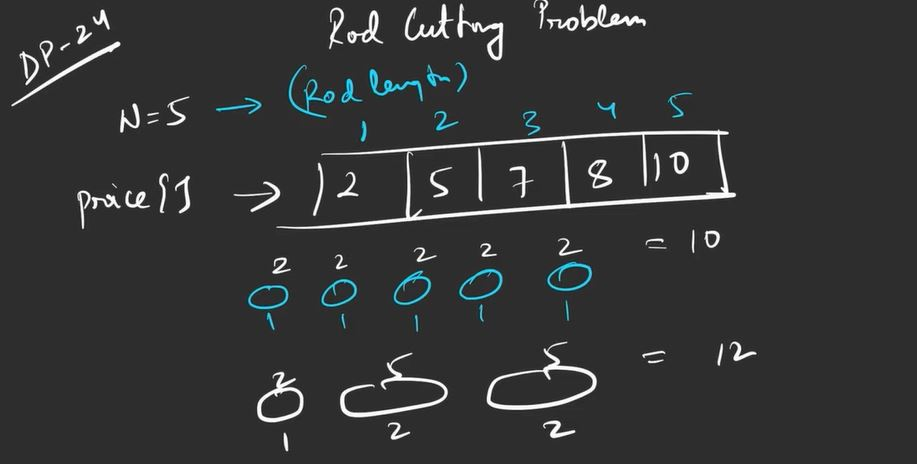 DP-24
Rod Cutting Problem
N=5 → (Rod length)
1 2 3 4 5
price[] → 2 5 7 8 10
2 2 2 2 2 = 10
1 1 1 1 1
2 5 5 = 12
1 2 2